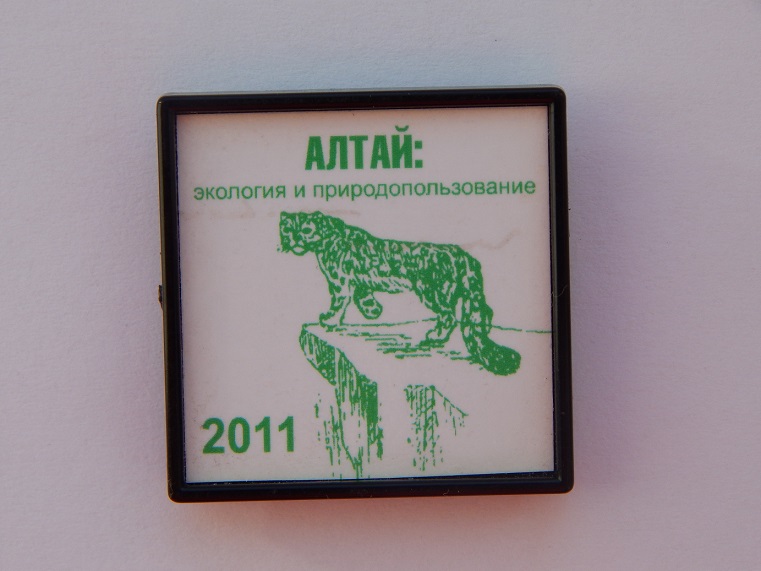 АЛТАЙ:
экология и природопользование
2011